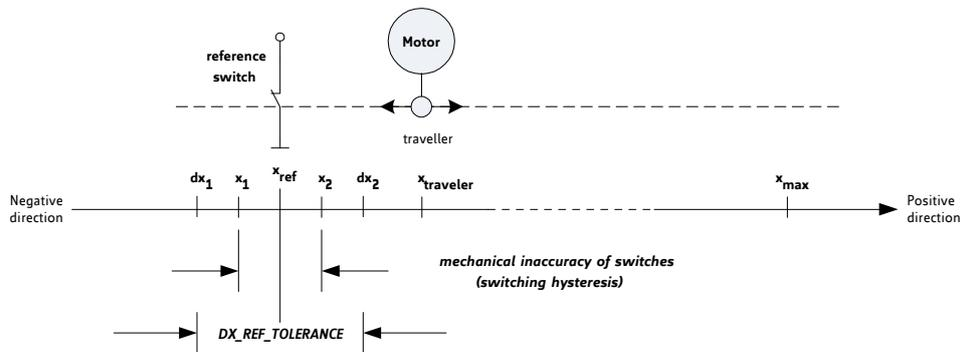 Motor
reference
switch
traveller
dx1
x1
xref
x2
dx2
xtraveler
xmax
Negative
direction
Positive
direction
mechanical inaccuracy of switches
(switching hysteresis)
DX_REF_TOLERANCE